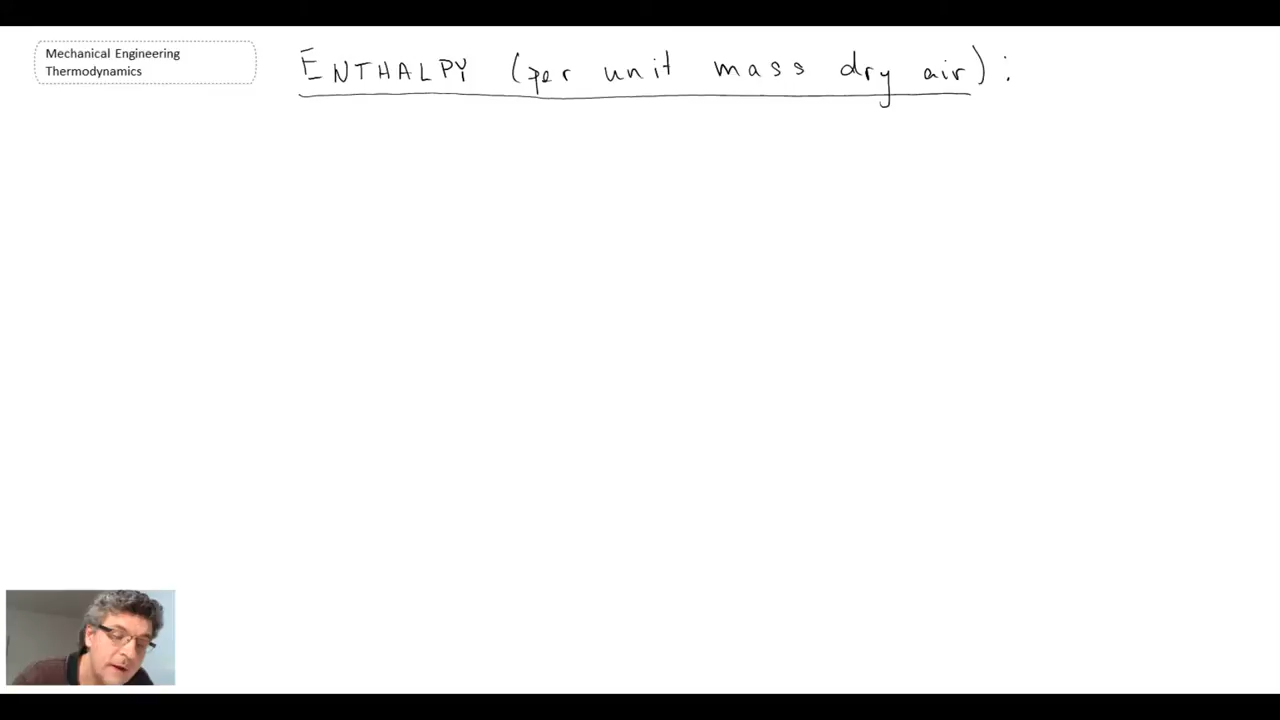 Mechanical Engineering
Thermodynamics
ENTHALPY (per unit mass dry air) :